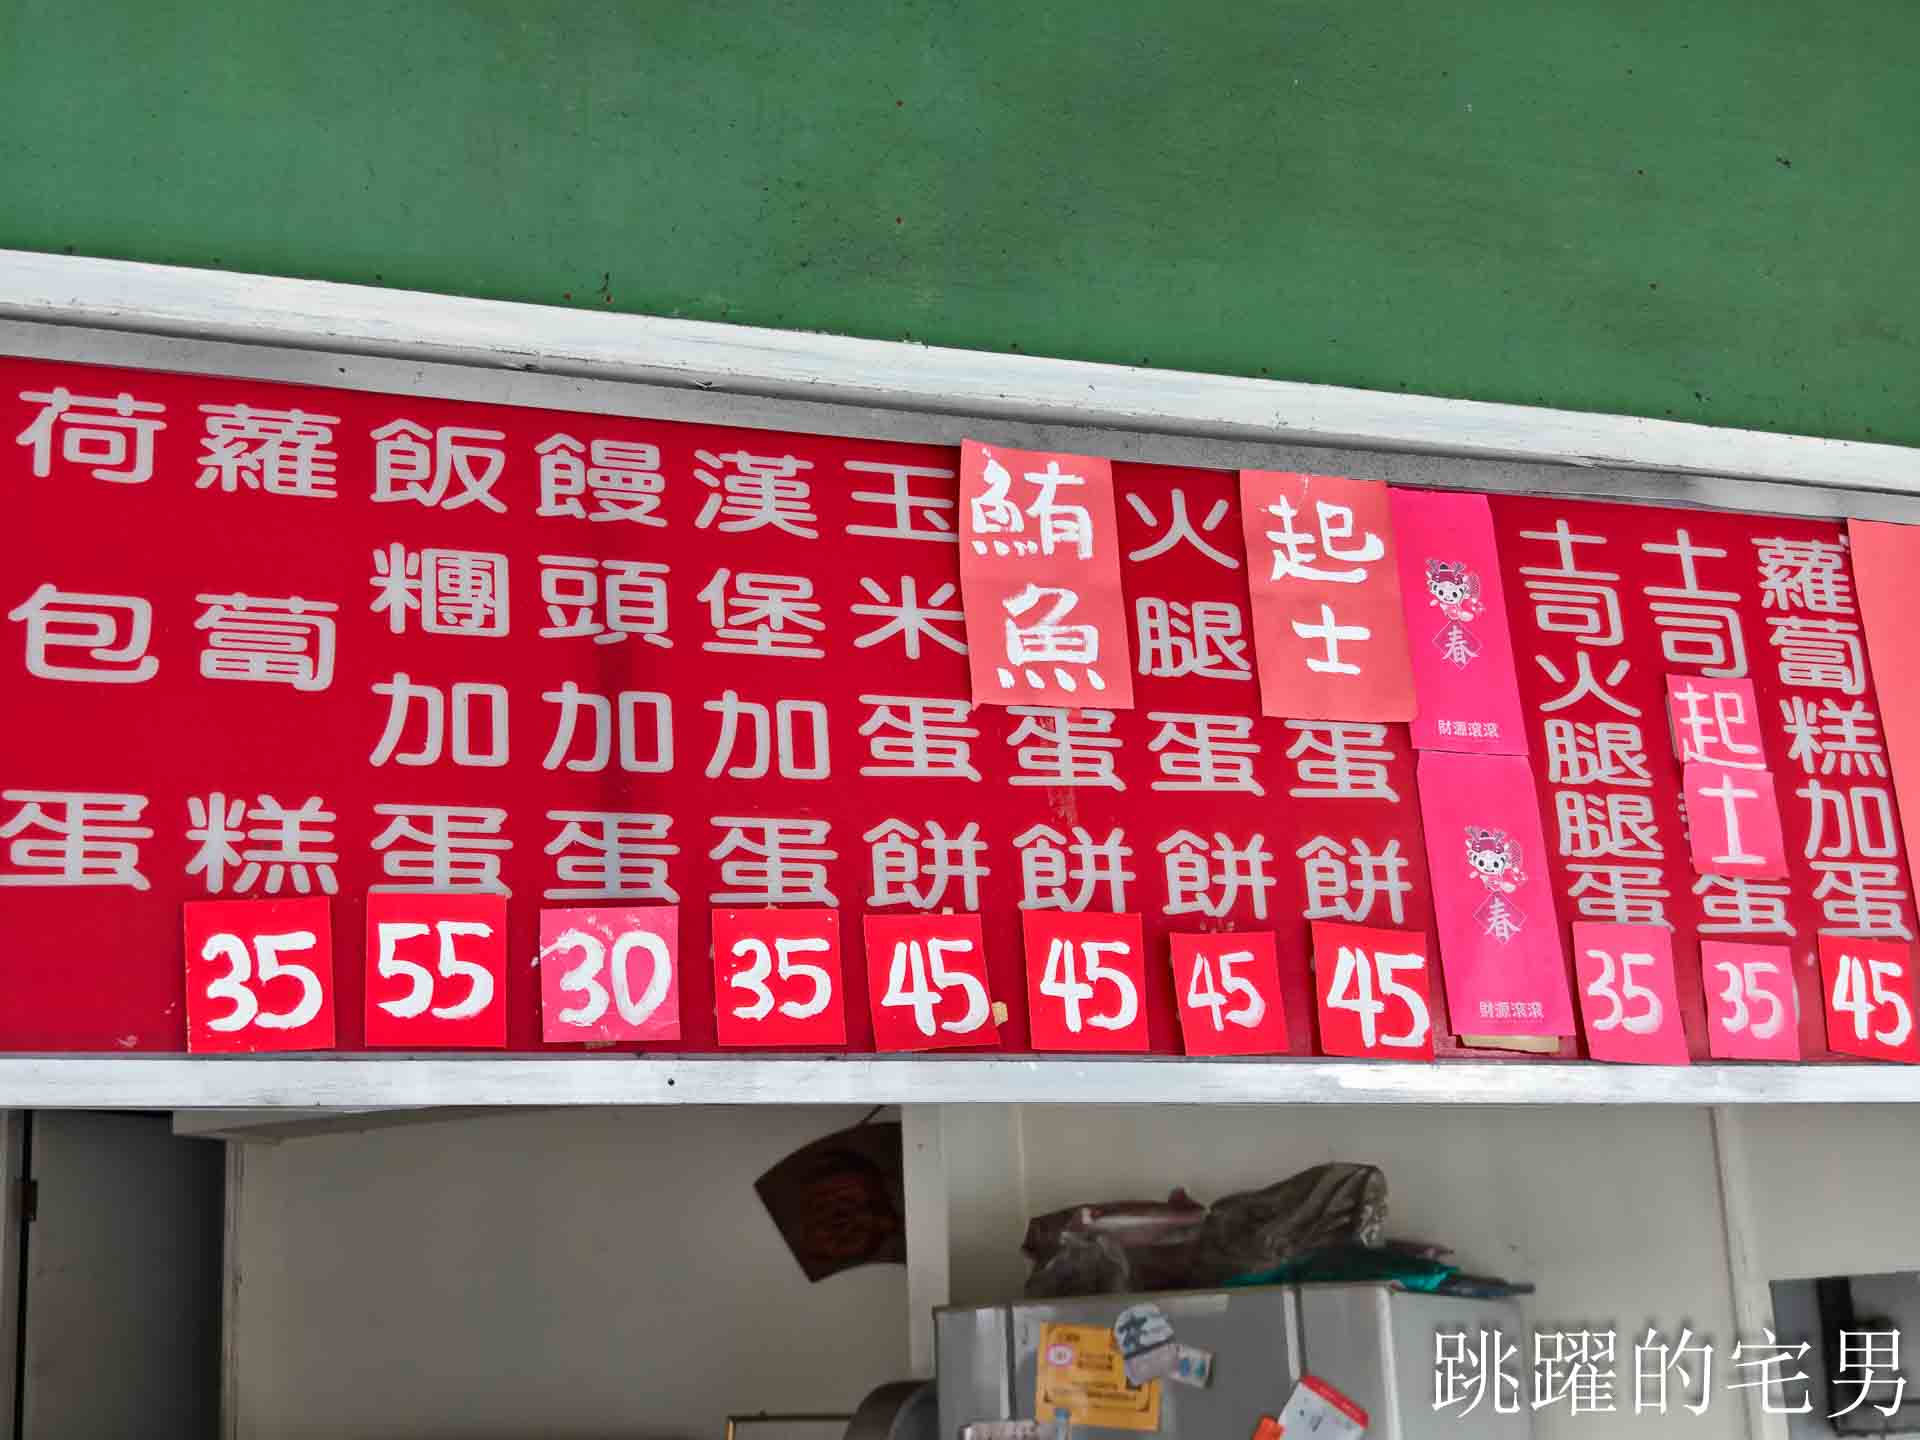 荷包蛋
蘿蔔糕 35
飯糰加蛋 55
饅頭加蛋 30
漢堡加蛋 35
玉米蛋餅 45
鮪魚蛋餅 45
火腿蛋餅 45
起士蛋餅 45
春
財源滾滾
春
財源滾滾
土司火腿蛋 35
土司起士蛋 35
蘿蔔糕加蛋 45
跳躍的宅男